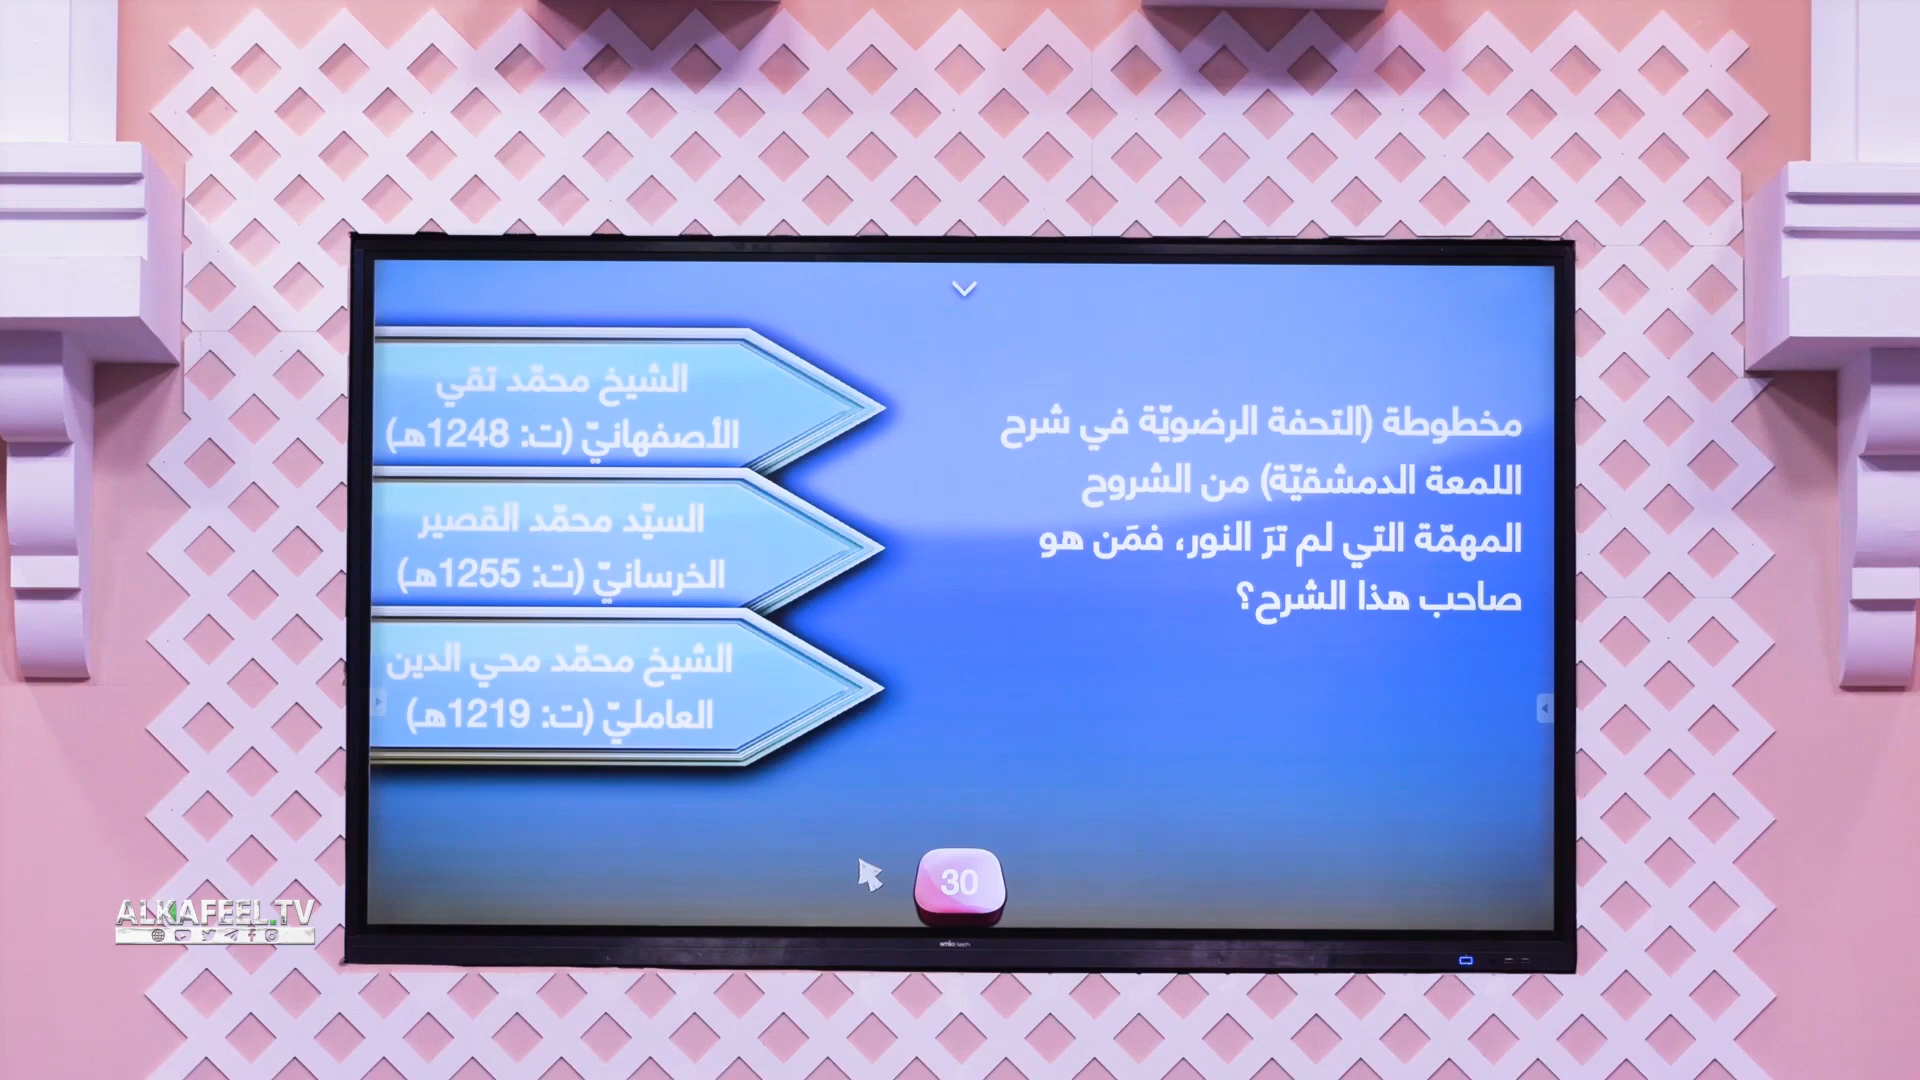 مخطوطة (التحفة الرضويّة في شرح
اللمعة الدمشقيّة) من الشروح
المهمّة التي لم ترَ النور، فمَن هو
صاحب هذا الشرح؟
الشيخ محمّد تقي
الأصفهانيّ (ت: 1248هـ)
السيّد محمّد القصير
الخرسانيّ (ت: 1255هـ)
الشيخ محمّد محي الدين
العامليّ (ت: 1219هـ)
30
ALKAFEEL.TV